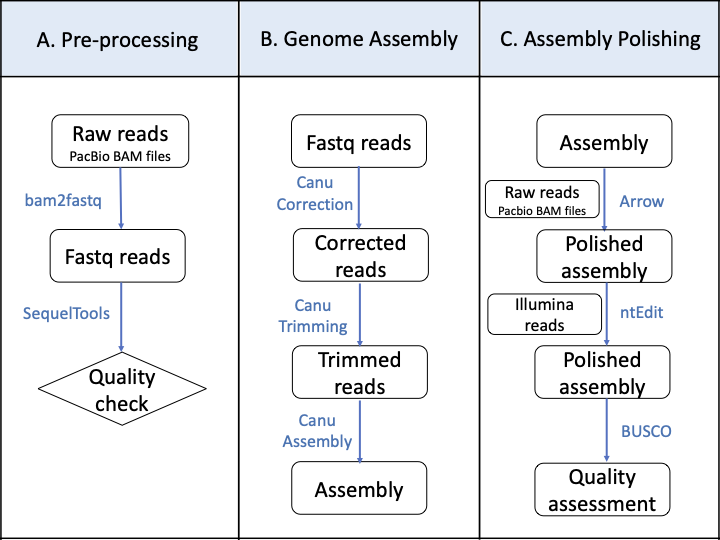 A. Pre-processing
B. Genome Assembly
C. Assembly Polishing
Raw reads
PacBio BAM files
bam2fastq
Fastq reads
SequelTools
Quality
check
Fastq reads
Canu
Correction
Corrected
reads
Canu
Trimming
Trimmed
reads
Canu
Assembly
Assembly
Assembly
Raw reads
Pacbio BAM files
Arrow
Polished
assembly
Illumina
reads
ntEdit
Polished
assembly
BUSCO
Quality
assessment